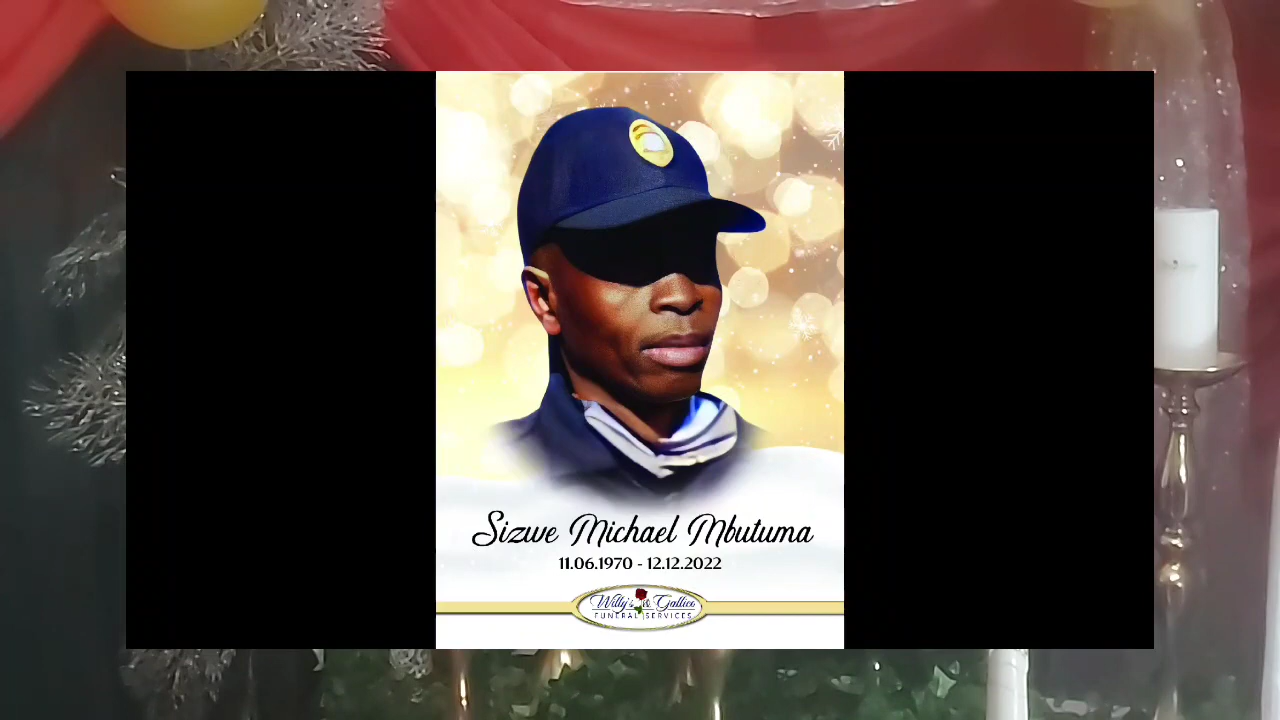 Sizwe Michael Mbutuma
11.06.1970 - 12.12.2022
Willy's & Gallico
FUNERAL SERVICES